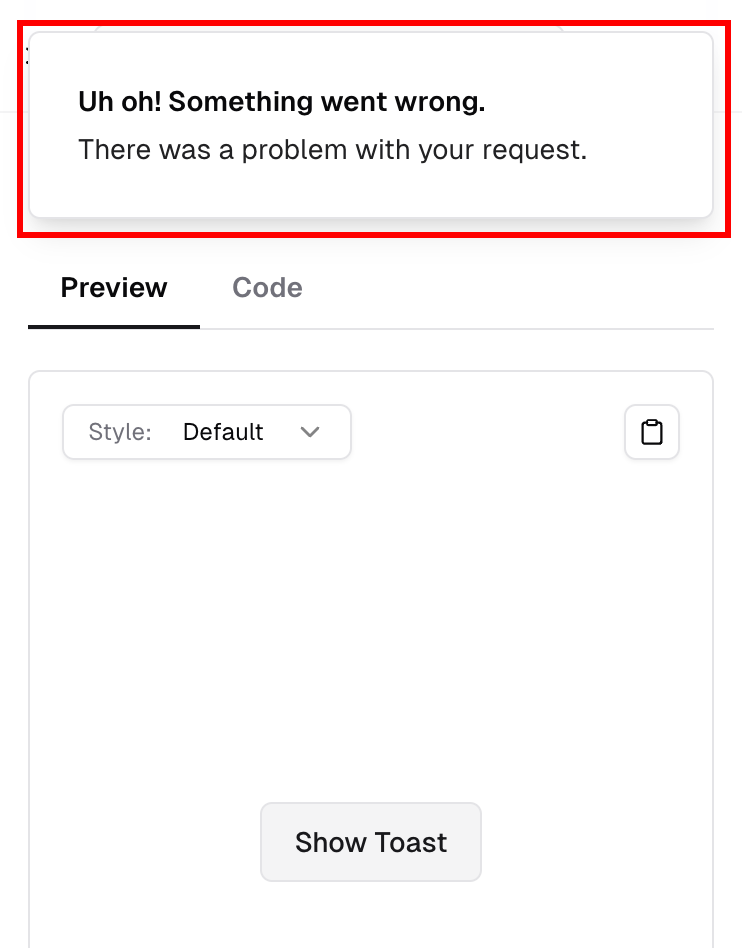 Uh oh! Something went wrong.
There was a problem with your request.
Preview Code
Style: Default
Show Toast